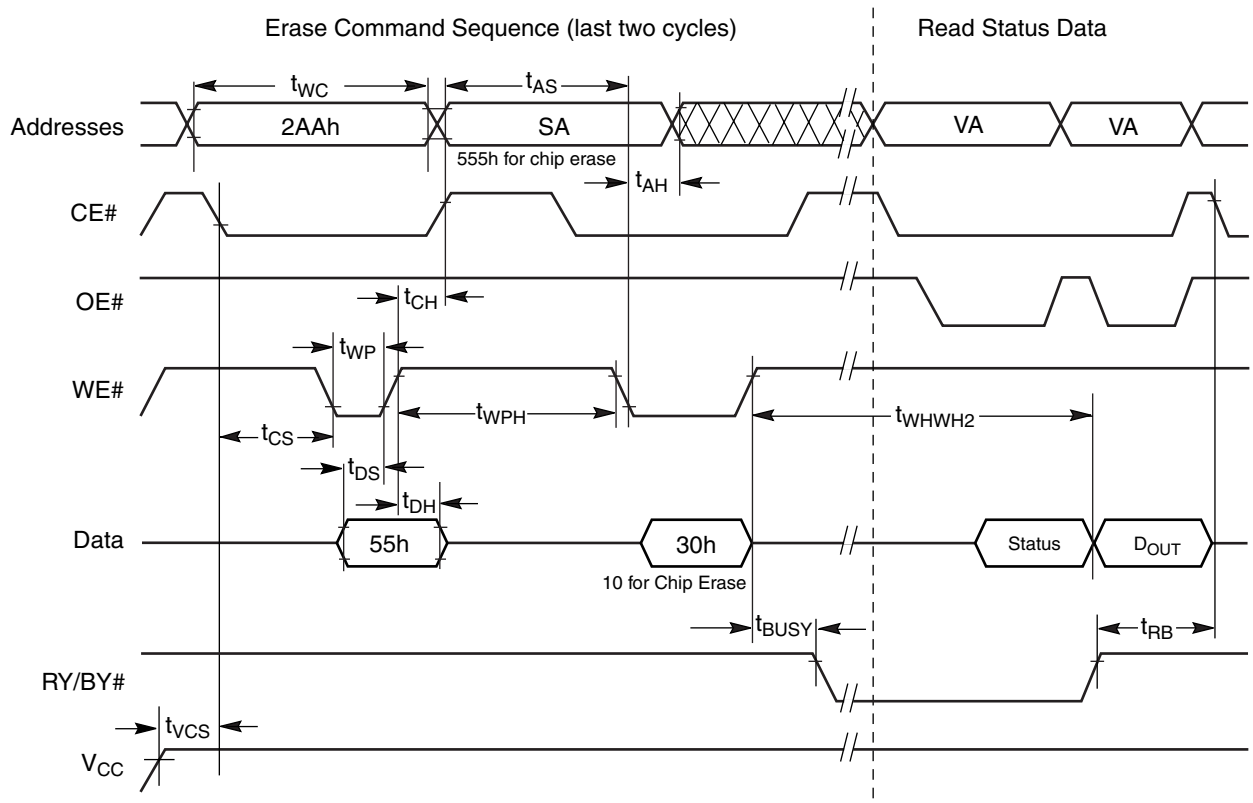 Erase Command Sequence (last two cycles)
Read Status Data
tWC
tAS
Addresses
2AAh
SA
VA
VA
555h for chip erase
tAH
CE#
OE#
tCH
tWP
WE#
tWPH
tWHWH2
tCS
tDS
tDH
Data
55h
30h
Status
DOUT
10 for Chip Erase
tBUSY
tRB
RY/BY#
tVCS
VCC